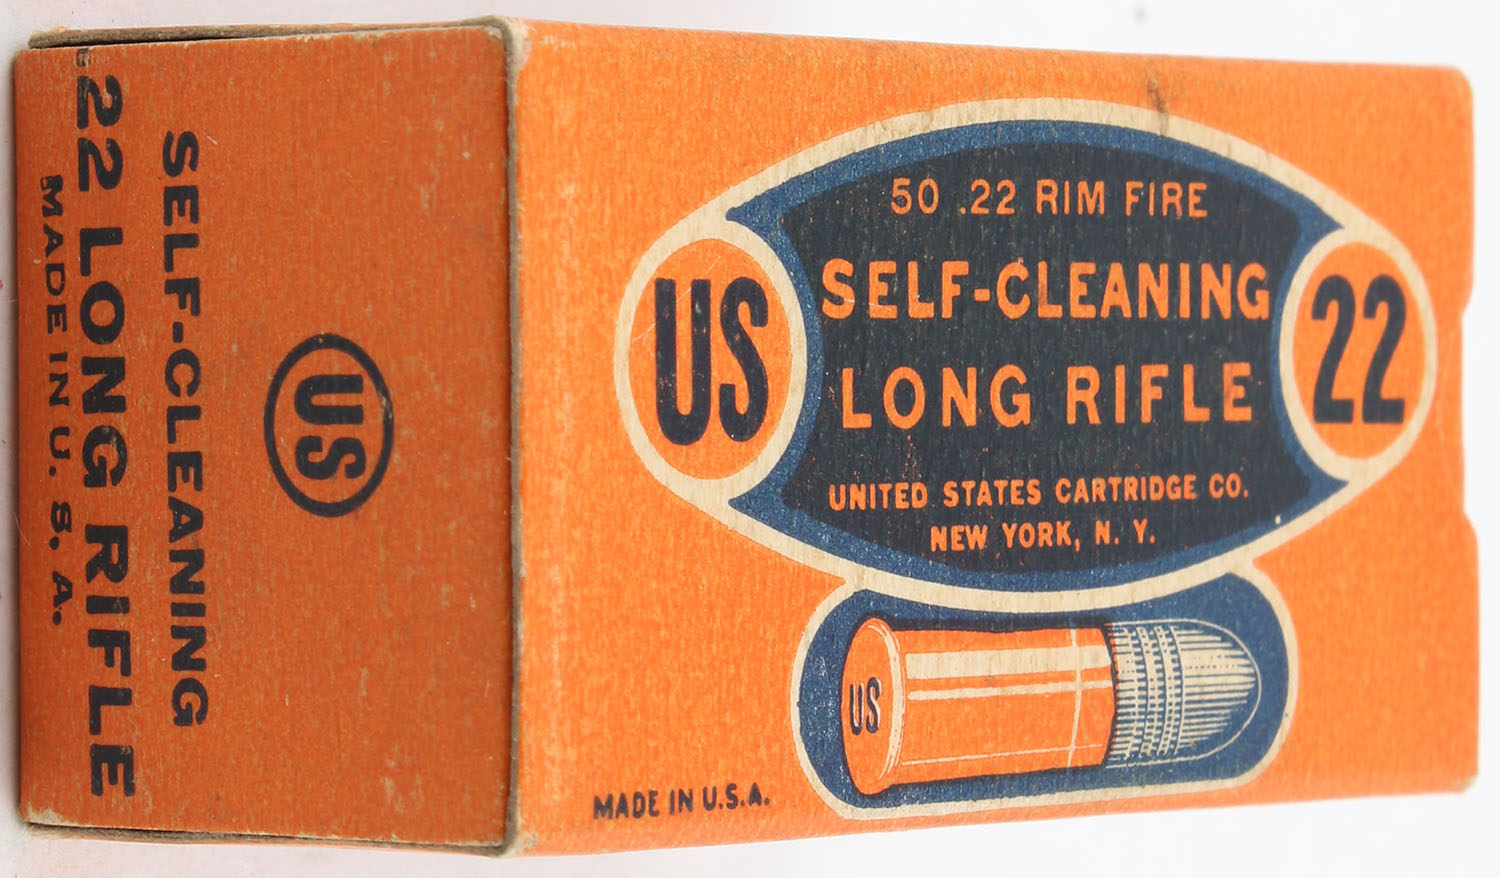 50 .22 RIM FIRE
US
SELF-CLEANING
LONG RIFLE
22
UNITED STATES CARTRIDGE CO.
NEW YORK, N. Y.
US
MADE IN U.S.A.
US
SELF-CLEANING
.22 LONG RIFLE
MADE IN U. S. A.